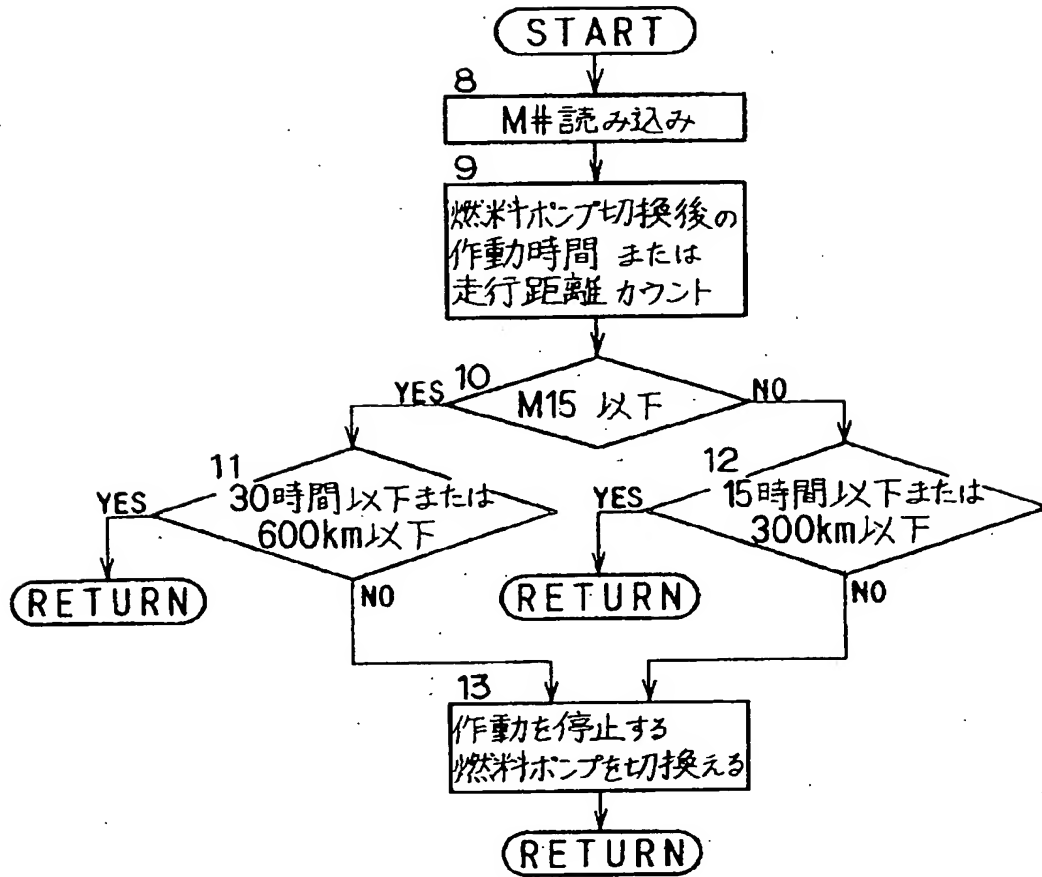 START
8
M#読み込み
9
燃料ポンプ切換後の
作動時間 または
走行距離 カウント
10
YES
M15 以下
NO
11
YES
30時間以下または
600km以下
NO
RETURN
12
YES
15時間以下または
300km以下
NO
RETURN
13
作動を停止する
燃料ポンプを切換える
RETURN